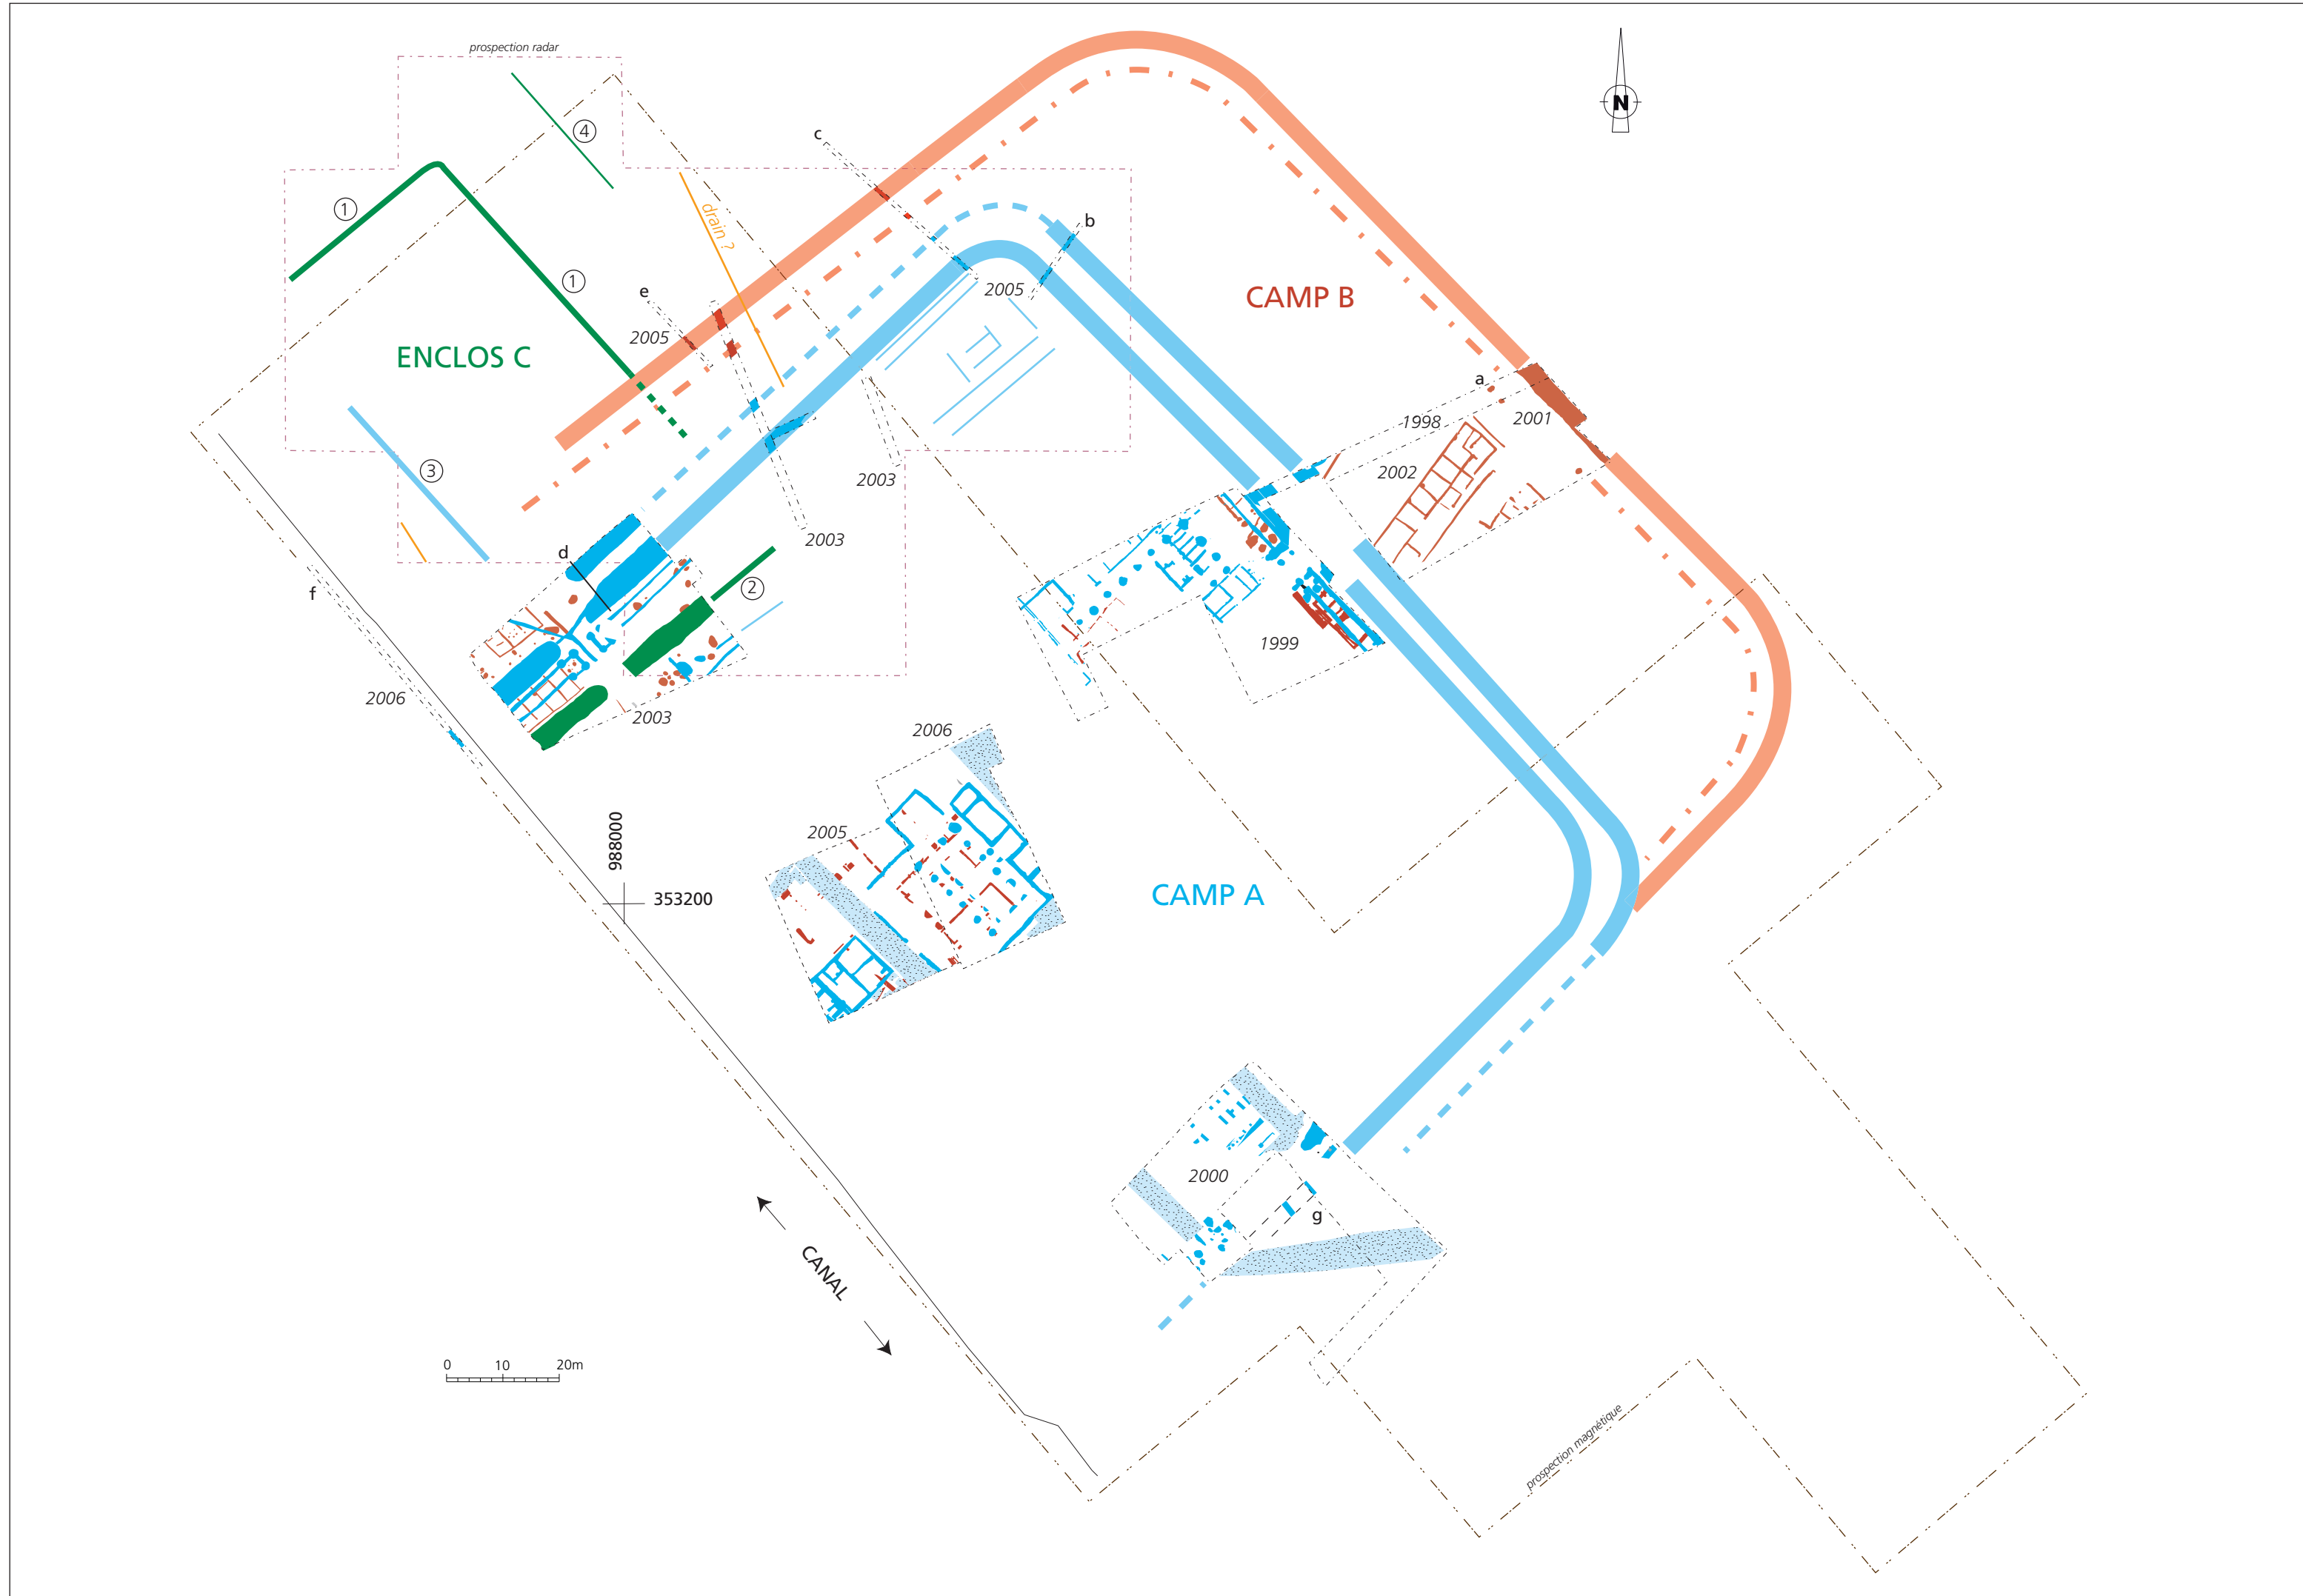 prospection radar
N
4
c
1
drain ?
b
1
e
2005
2005
CAMP B
ENCLOS C
a
1998
2001
3
2003
2002
2003
d
2
f
1999
2006
2003
2006
2005
988000
353200
CAMP A
2000
g
CANAL
0 10 20m
prospection magnétique